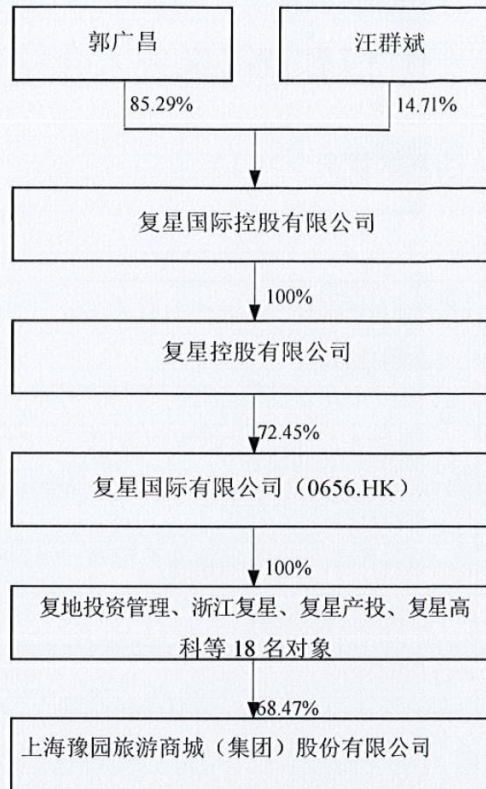 郭广昌
汪群斌
85.29%
14.71%
复星国际控股有限公司
100%
复星控股有限公司
72.45%
复星国际有限公司（0656.HK）
100%
复地投资管理、浙江复星、复星产投、复星高
科等 18 名对象
68.47%
上海豫园旅游商城（集团）股份有限公司